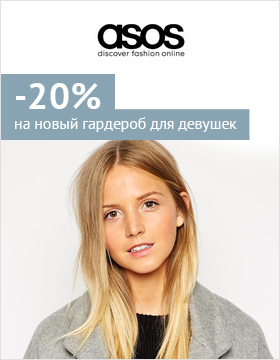 asos
discover fashion online
-20%
на новый гардероб для девушек